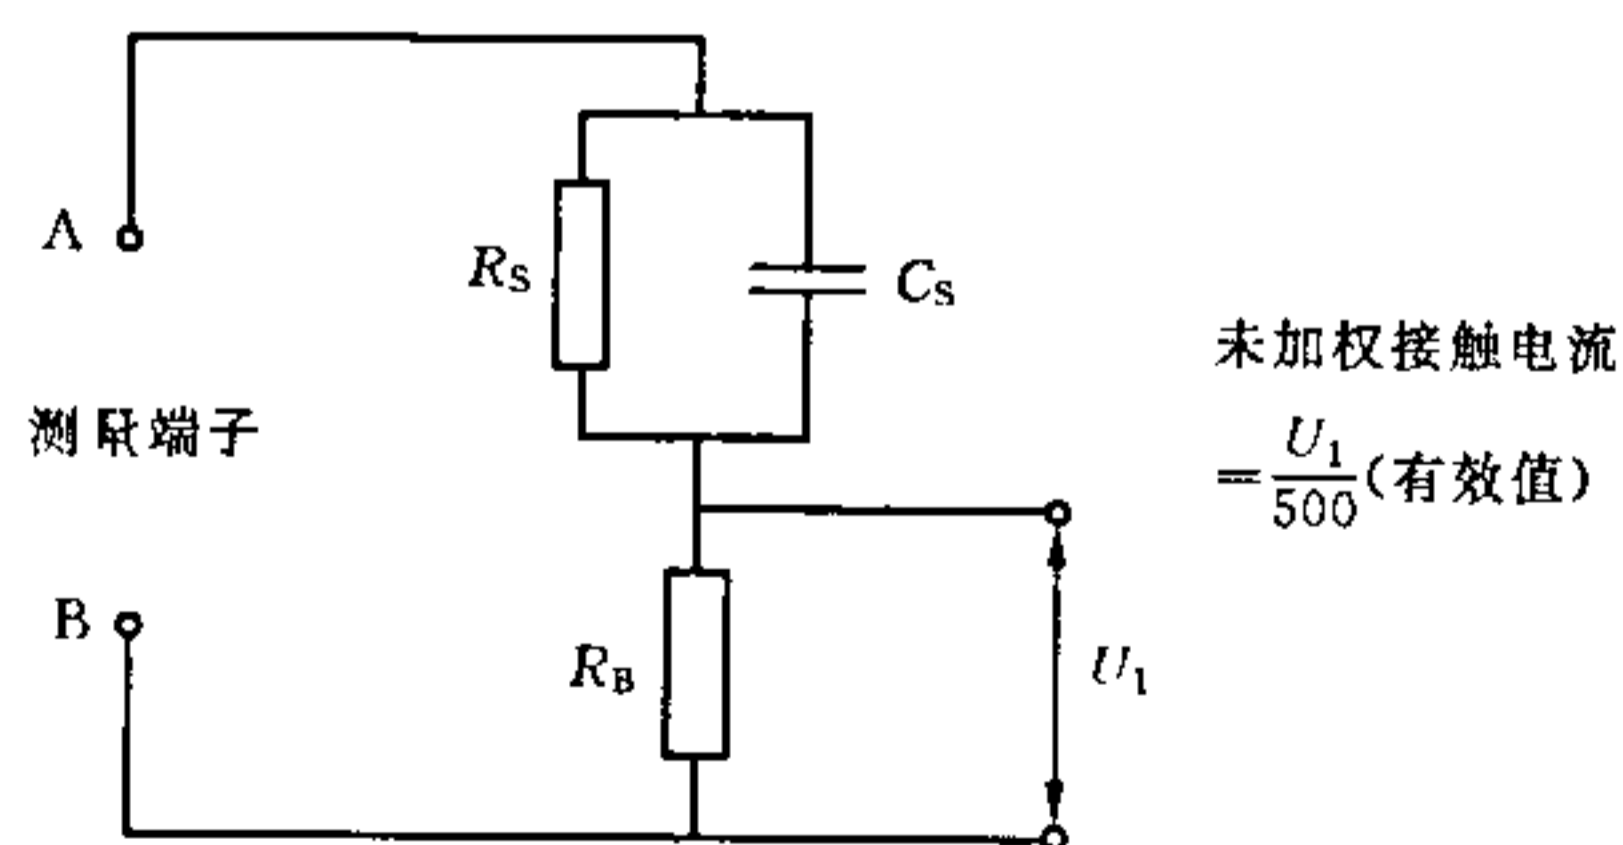 A
R_S
C_S
未加权接触电流
=U_1/500(有效值)
测量端子
B
R_B
U_1